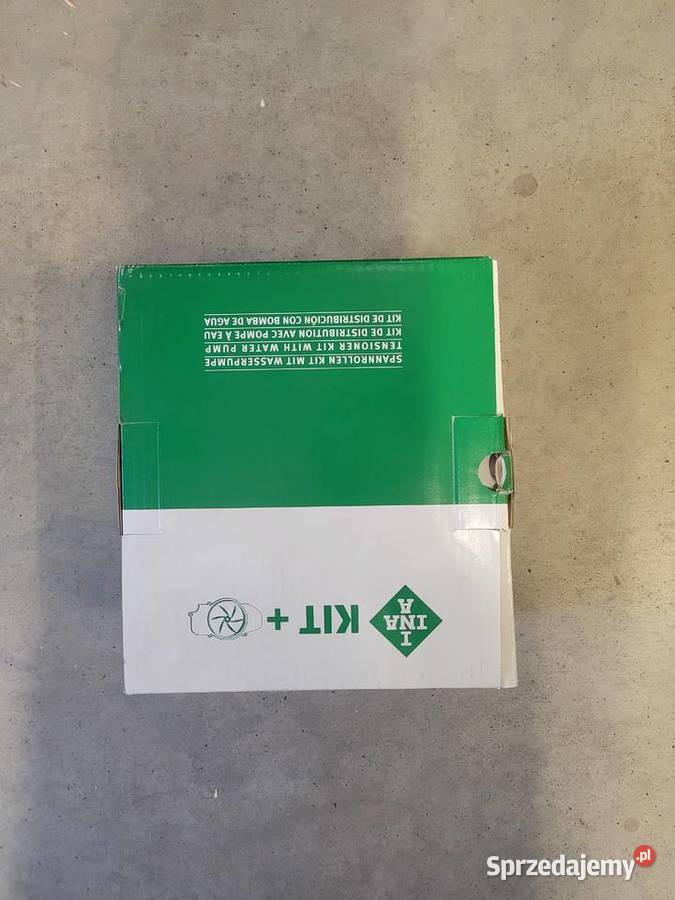 INA
I
INA
A
KIT +
SPANNROLLEN KIT MIT WASSERPUMPE
TENSIONER KIT WITH WATER PUMP
KIT DE DISTRIBUTION AVEC POMPE À EAU
KIT DE DISTRIBUCIÓN CON BOMBA DE AGUA
Sprzedajemy.pl